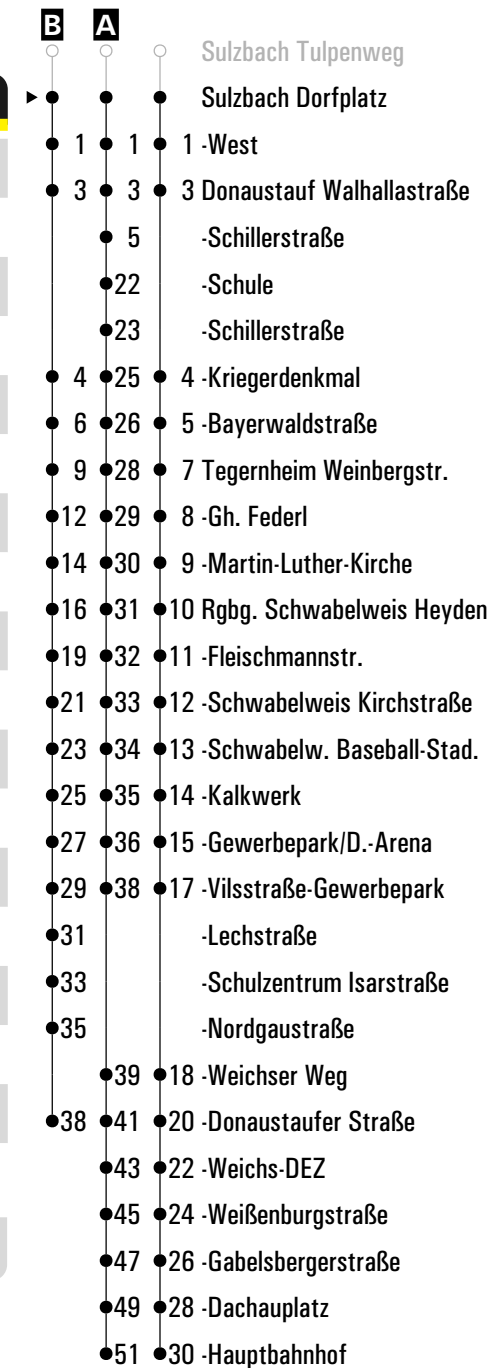 B A
Sulzbach Tulpenweg
Sulzbach Dorfplatz
1 1 1 -West
3 3 3 Donaustauf Walhallastraße
5 -Schillerstraße
22 -Schule
23 -Schillerstraße
4 25 4 -Kriegerdenkmal
6 26 5 -Bayerwaldstraße
9 28 7 Tegernheim Weinbergstr.
12 29 8 -Gh. Federl
14 30 9 -Martin-Luther-Kirche
16 31 10 Rgbg. Schwabelweis Heyden
19 32 11 -Fleischmannstr.
21 33 12 -Schwabelweis Kirchstraße
23 34 13 -Schwabelw. Baseball-Stad.
25 35 14 -Kalkwerk
27 36 15 -Gewerbepark/D.-Arena
29 38 17 -Vilsstraße-Gewerbepark
31 -Lechstraße
33 -Schulzentrum Isarstraße
35 -Nordgaustraße
39 18 -Weichser Weg
38 41 20 -Donaustaufer Straße
43 22 -Weichs-DEZ
45 24 -Weißenburgstraße
47 26 -Gabelsbergerstraße
49 28 -Dachauplatz
51 30 -Hauptbahnhof